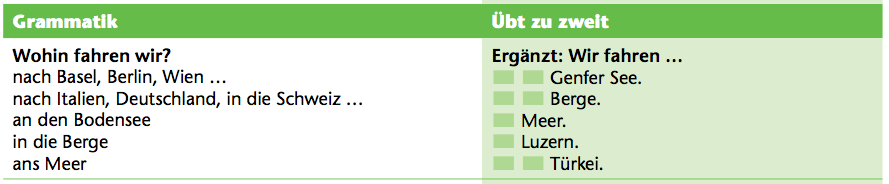 Grammatik
Wohin fahren wir?
nach Basel, Berlin, Wien …
nach Italien, Deutschland, in die Schweiz …
an den Bodensee
in die Berge
ans Meer
Übt zu zweit
Ergänzt: Wir fahren …
Genfer See.
Berge.
Meer.
Luzern.
Türkei.